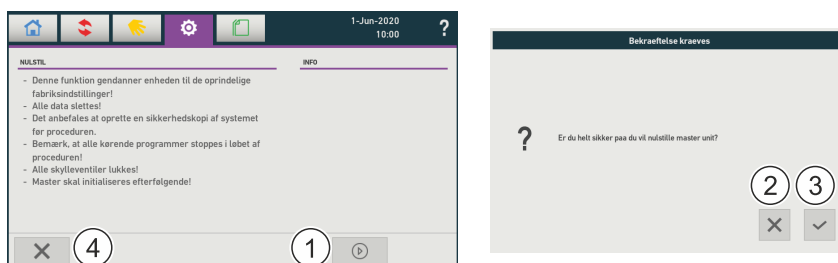 1-Jun-2020
10:00
?
NULSTIL
- Denne funktion gendanner enheden til de oprindelige
fabriksindstillinger!
- Alle data slettes!
- Det anbefales at oprette en sikkerhedskopi af systemet
før proceduren.
- Bemærk, at alle kørende programmer stoppes i løbet af
proceduren!
- Alle skylleventiler lukkes!
- Master skal initialiseres efterfølgende!
INFO
4
1
Bekraeftelse kraeves
?
Er du helt sikker paa du vil nulstille master unit?
2
3